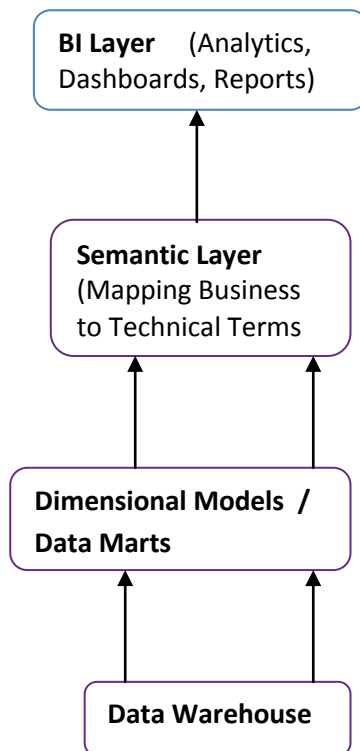 BI Layer (Analytics,
Dashboards, Reports)
Semantic Layer
(Mapping Business
to Technical Terms
Dimensional Models /
Data Marts
Data Warehouse